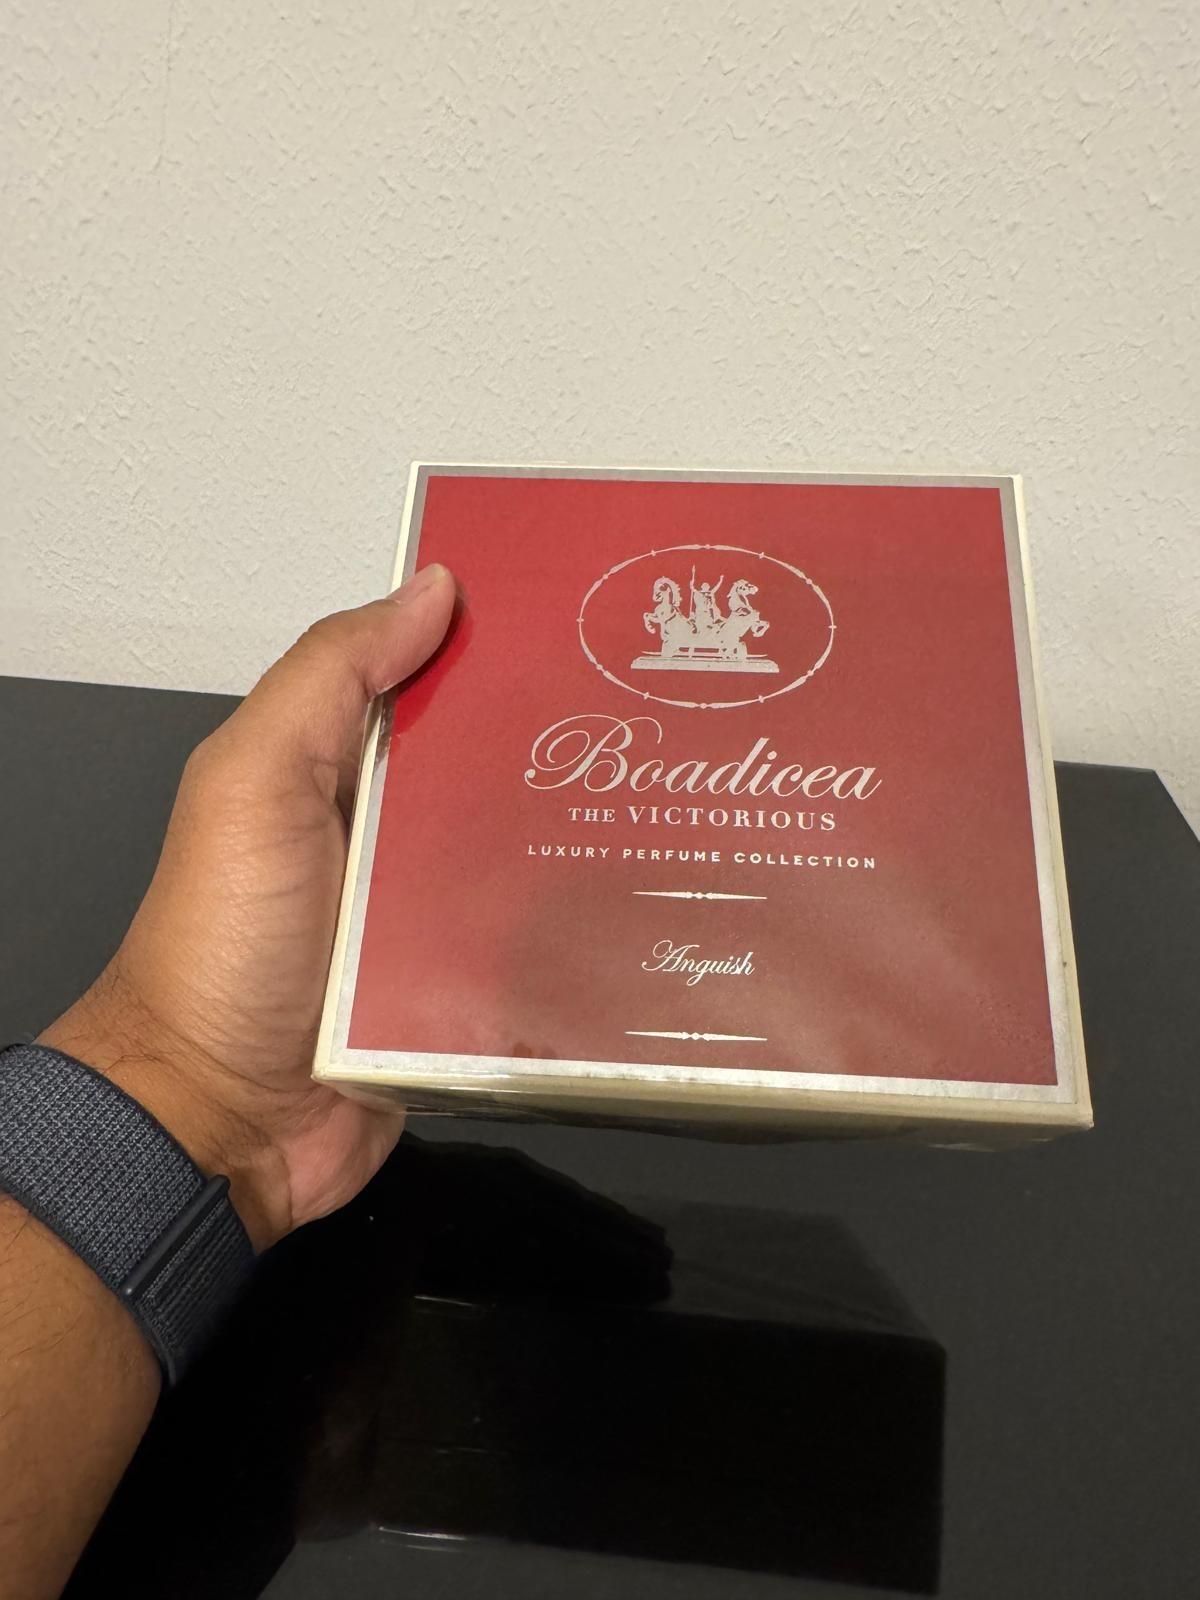 Boadicea
THE VICTORIOUS
LUXURY PERFUME COLLECTION
Anguish